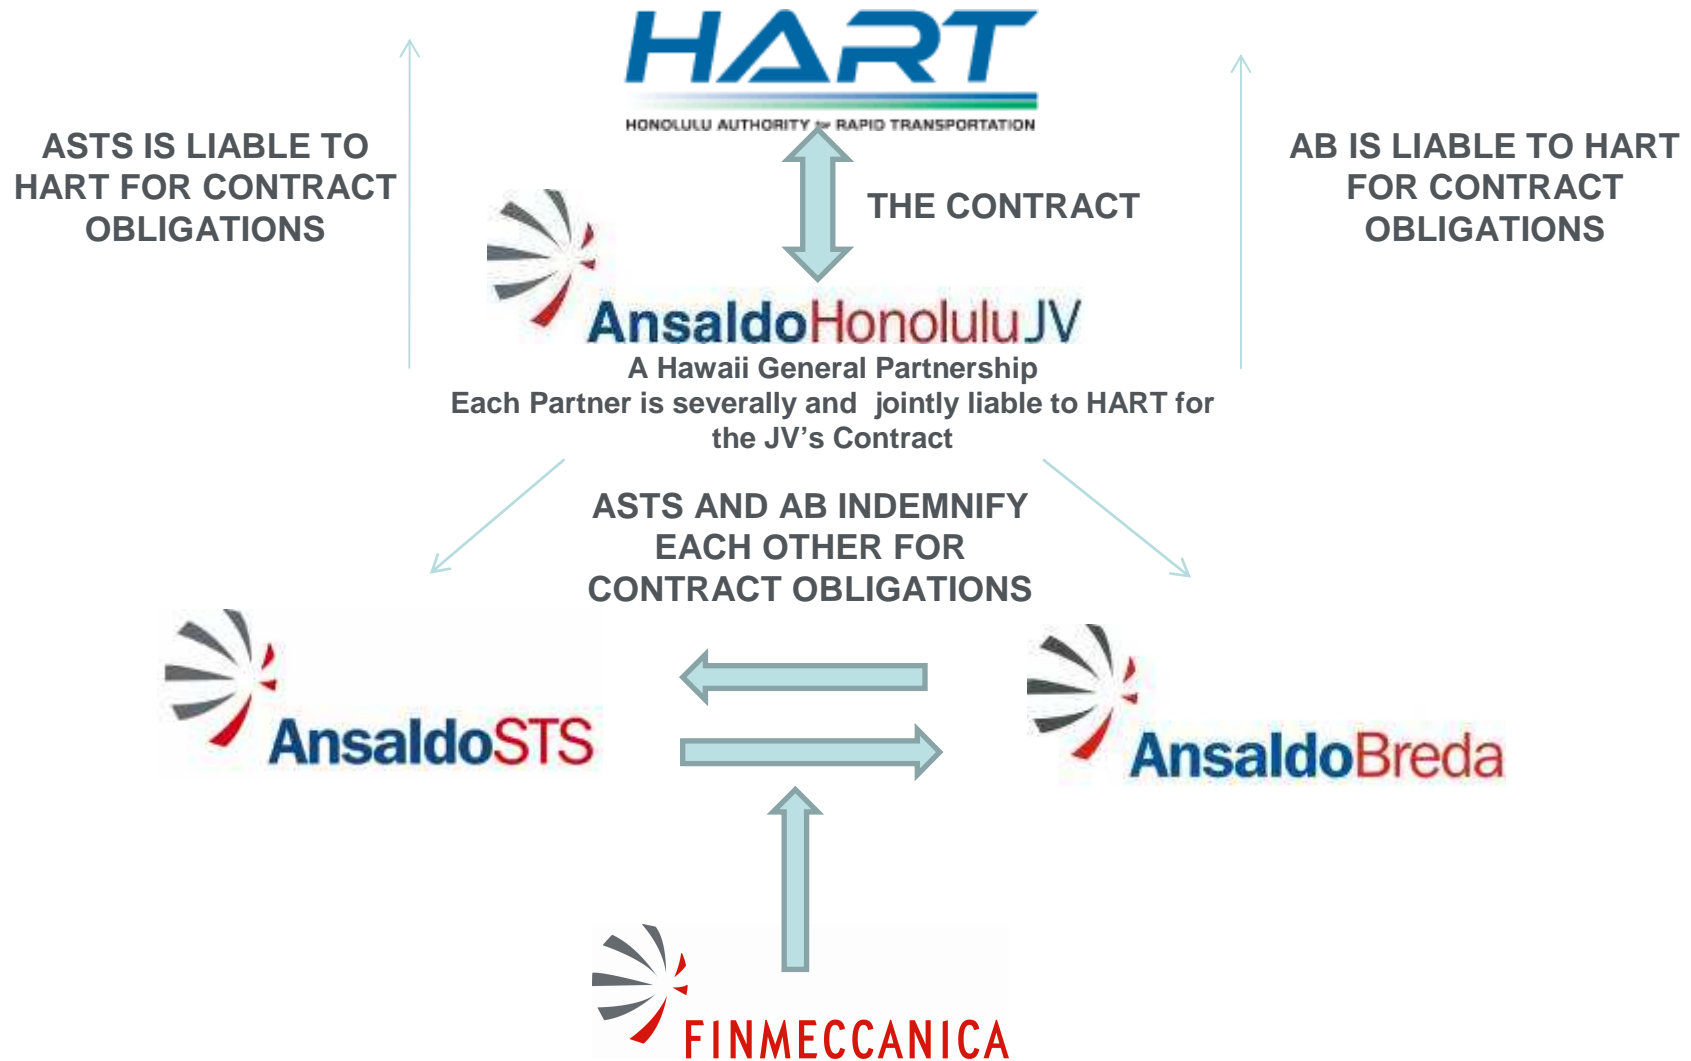 HART
HONOLULU AUTHORITY for RAPID TRANSPORTATION
ASTS IS LIABLE TO
HART FOR CONTRACT
OBLIGATIONS
THE CONTRACT
AB IS LIABLE TO HART
FOR CONTRACT
OBLIGATIONS
AnsaldoHonoluluJV
A Hawaii General Partnership
Each Partner is severally and  jointly liable to HART for
the JV’s Contract
ASTS AND AB INDEMNIFY
EACH OTHER FOR
CONTRACT OBLIGATIONS
AnsaldoSTS
AnsaldoBreda
FINMECCANICA